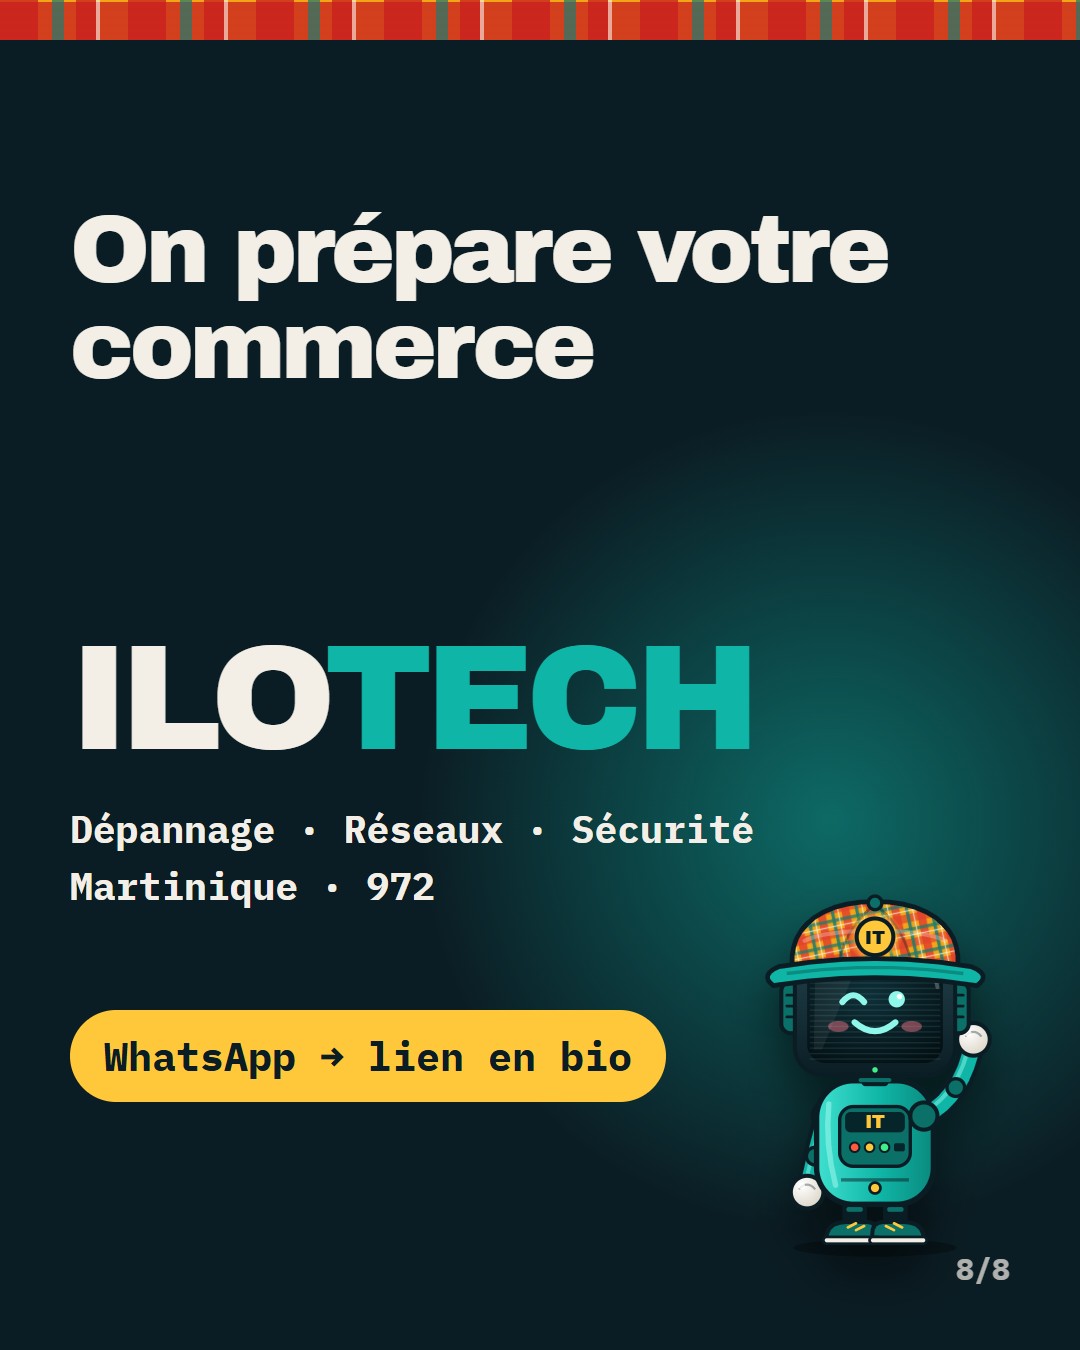 On prépare votre
commerce
ILOTECH
Dépannage · Réseaux · Sécurité
Martinique · 972
IT
WhatsApp → lien en bio
IT
8/8